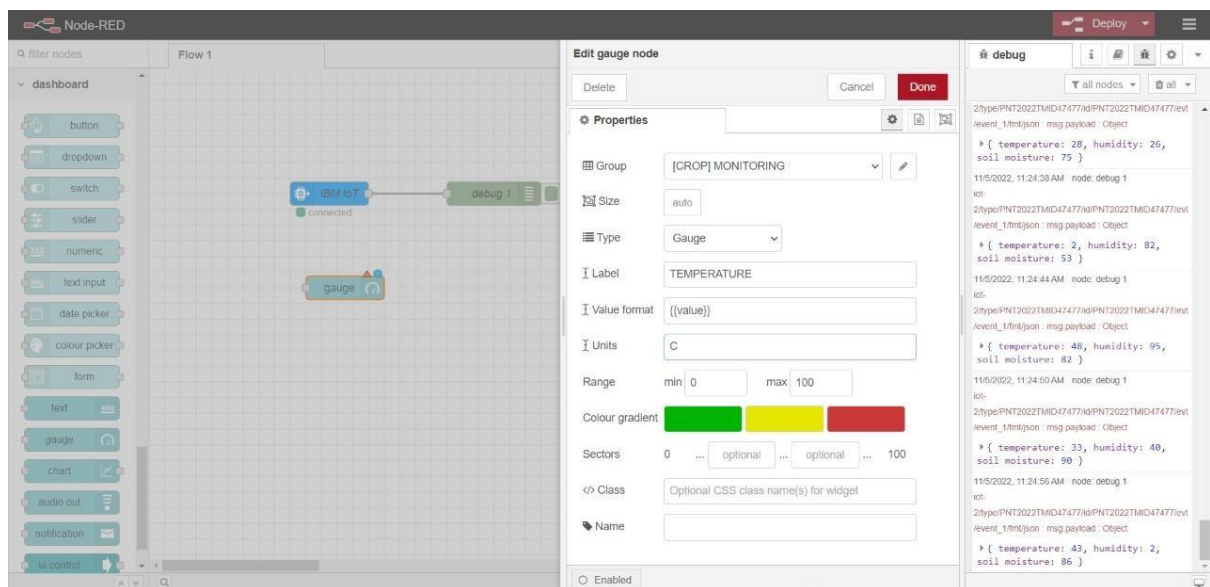 Node-RED
Deploy
filter nodes
Flow 1
Edit gauge node
debug
dashboard
Delete
Cancel
Done
all nodes
all
Properties
button
dropdown
switch
slider
numeric
text input
date picker
colour picker
form
text
abc
gauge
chart
audio out
notification
ui control
IBM IoT
connected
debug 1
gauge
Group
[CROP] MONITORING
Size
auto
Type
Gauge
Label
TEMPERATURE
Value format
{{value}}
Units
C
Range
min 0
max 100
Colour gradient
Sectors
0 ... optional ... optional ... 100
</> Class
Optional CSS class name(s) for widget
Name
Enabled
2/type/PNT2022TMID47477/id/PNT2022TMID47477/evt
/event_1/fmt/json : msg.payload : Object
{ temperature: 28, humidity: 26,
soil moisture: 75 }
11/5/2022, 11:24:38 AM node: debug 1
iot-
2/type/PNT2022TMID47477/id/PNT2022TMID47477/evt
/event_1/fmt/json : msg.payload : Object
{ temperature: 2, humidity: 82,
soil moisture: 53 }
11/5/2022, 11:24:44 AM node: debug 1
iot-
2/type/PNT2022TMID47477/id/PNT2022TMID47477/evt
/event_1/fmt/json : msg.payload : Object
{ temperature: 48, humidity: 95,
soil moisture: 82 }
11/5/2022, 11:24:50 AM node: debug 1
iot-
2/type/PNT2022TMID47477/id/PNT2022TMID47477/evt
/event_1/fmt/json : msg.payload : Object
{ temperature: 33, humidity: 40,
soil moisture: 90 }
11/5/2022, 11:24:56 AM node: debug 1
iot-
2/type/PNT2022TMID47477/id/PNT2022TMID47477/evt
/event_1/fmt/json : msg.payload : Object
{ temperature: 43, humidity: 2,
soil moisture: 86 }